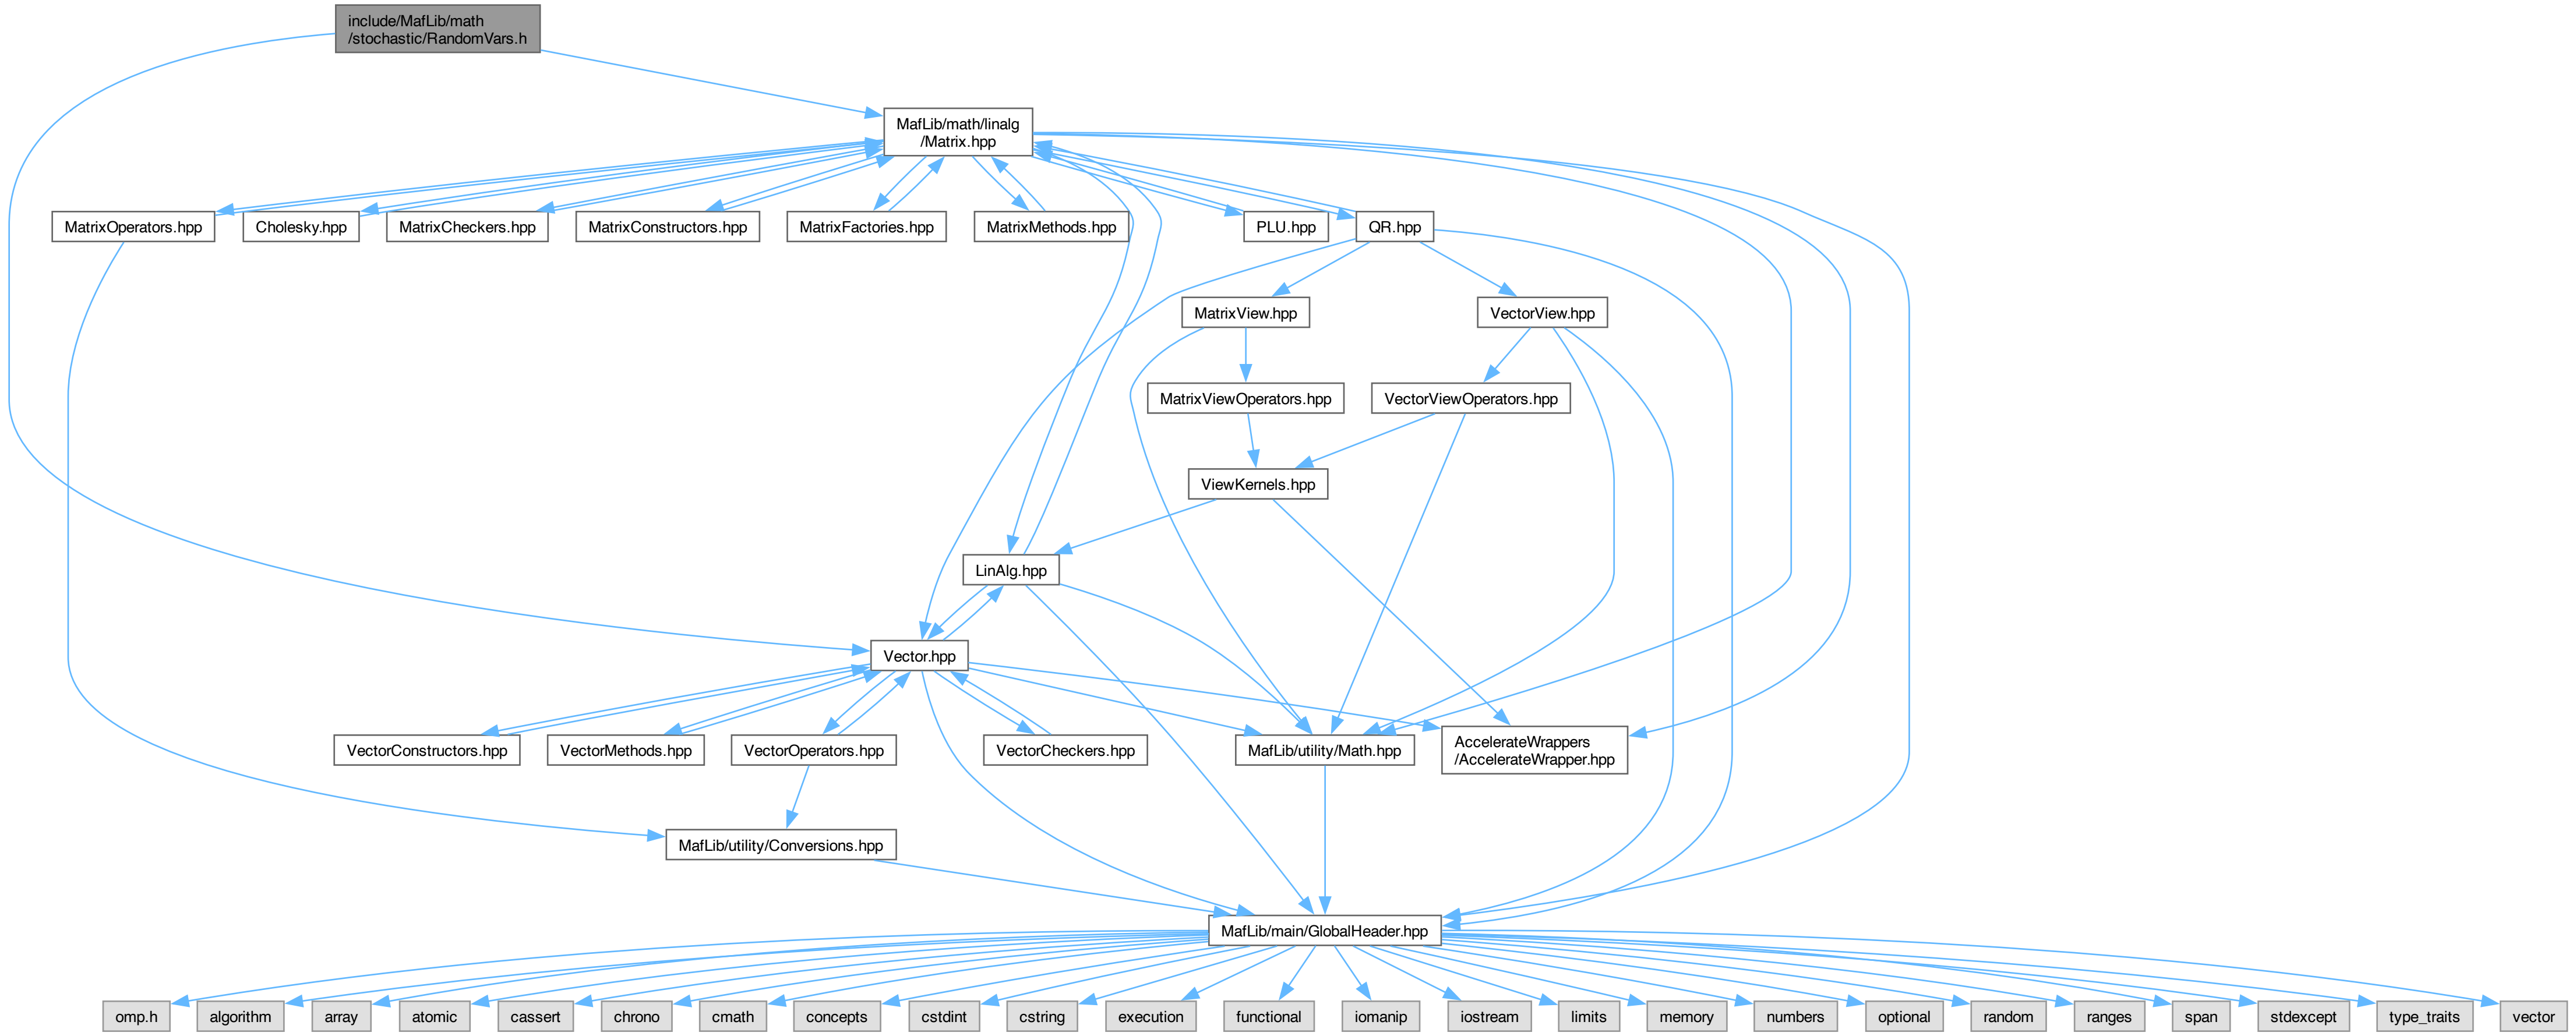 include/MafLib/math
/stochastic/RandomVars.h
MafLib/math/linalg
/Matrix.hpp
MatrixOperators.hpp
Cholesky.hpp
MatrixCheckers.hpp
MatrixConstructors.hpp
MatrixFactories.hpp
MatrixMethods.hpp
PLU.hpp
QR.hpp
MatrixView.hpp
VectorView.hpp
MatrixViewOperators.hpp
VectorViewOperators.hpp
ViewKernels.hpp
LinAlg.hpp
Vector.hpp
VectorConstructors.hpp
VectorMethods.hpp
VectorOperators.hpp
VectorCheckers.hpp
MafLib/utility/Math.hpp
AccelerateWrappers
/AccelerateWrapper.hpp
MafLib/utility/Conversions.hpp
MafLib/main/GlobalHeader.hpp
omp.h
algorithm
array
atomic
cassert
chrono
cmath
concepts
cstdint
cstring
execution
functional
iomanip
iostream
limits
memory
numbers
optional
random
ranges
span
stdexcept
type_traits
vector